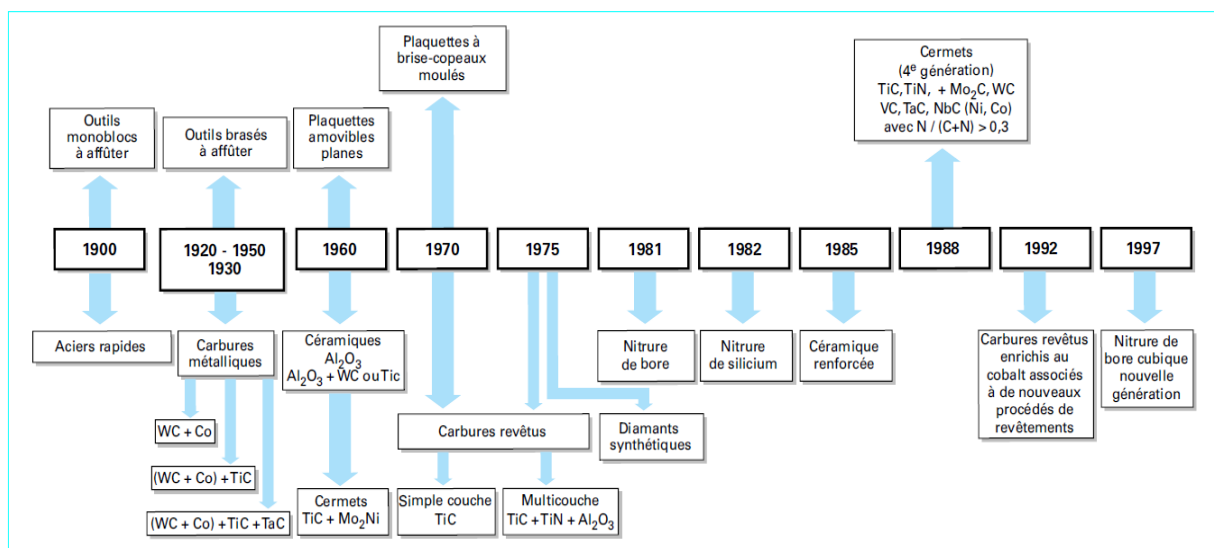 Plaquettes à
brise-copeaux
moulés
Cermets
(4e génération)
TiC,TiN, + Mo2C, WC
VC, TaC, NbC (Ni, Co)
avec N / (C+N) > 0,3
Outils
monoblocs
à affûter
Outils brasés
à affûter
Plaquettes
amovibles
planes
1900
1920 - 1950
1930
1960
1970
1975
1981
1982
1985
1988
1992
1997
Aciers rapides
Carbures
métalliques
Céramiques
Al2O3
Al2O3 + WC ouTic
Nitrure
de bore
Nitrure
de silicium
Céramique
renforcée
Carbures revêtus
enrichis au
cobalt associés
à de nouveaux
procédés de
revêtements
Nitrure de
bore cubique
nouvelle
génération
WC + Co
Carbures revêtus
Diamants
synthétiques
(WC + Co) +TiC
(WC + Co) +TiC +TaC
Cermets
TiC + Mo2Ni
Simple couche
TiC
Multicouche
TiC +TiN + Al2O3